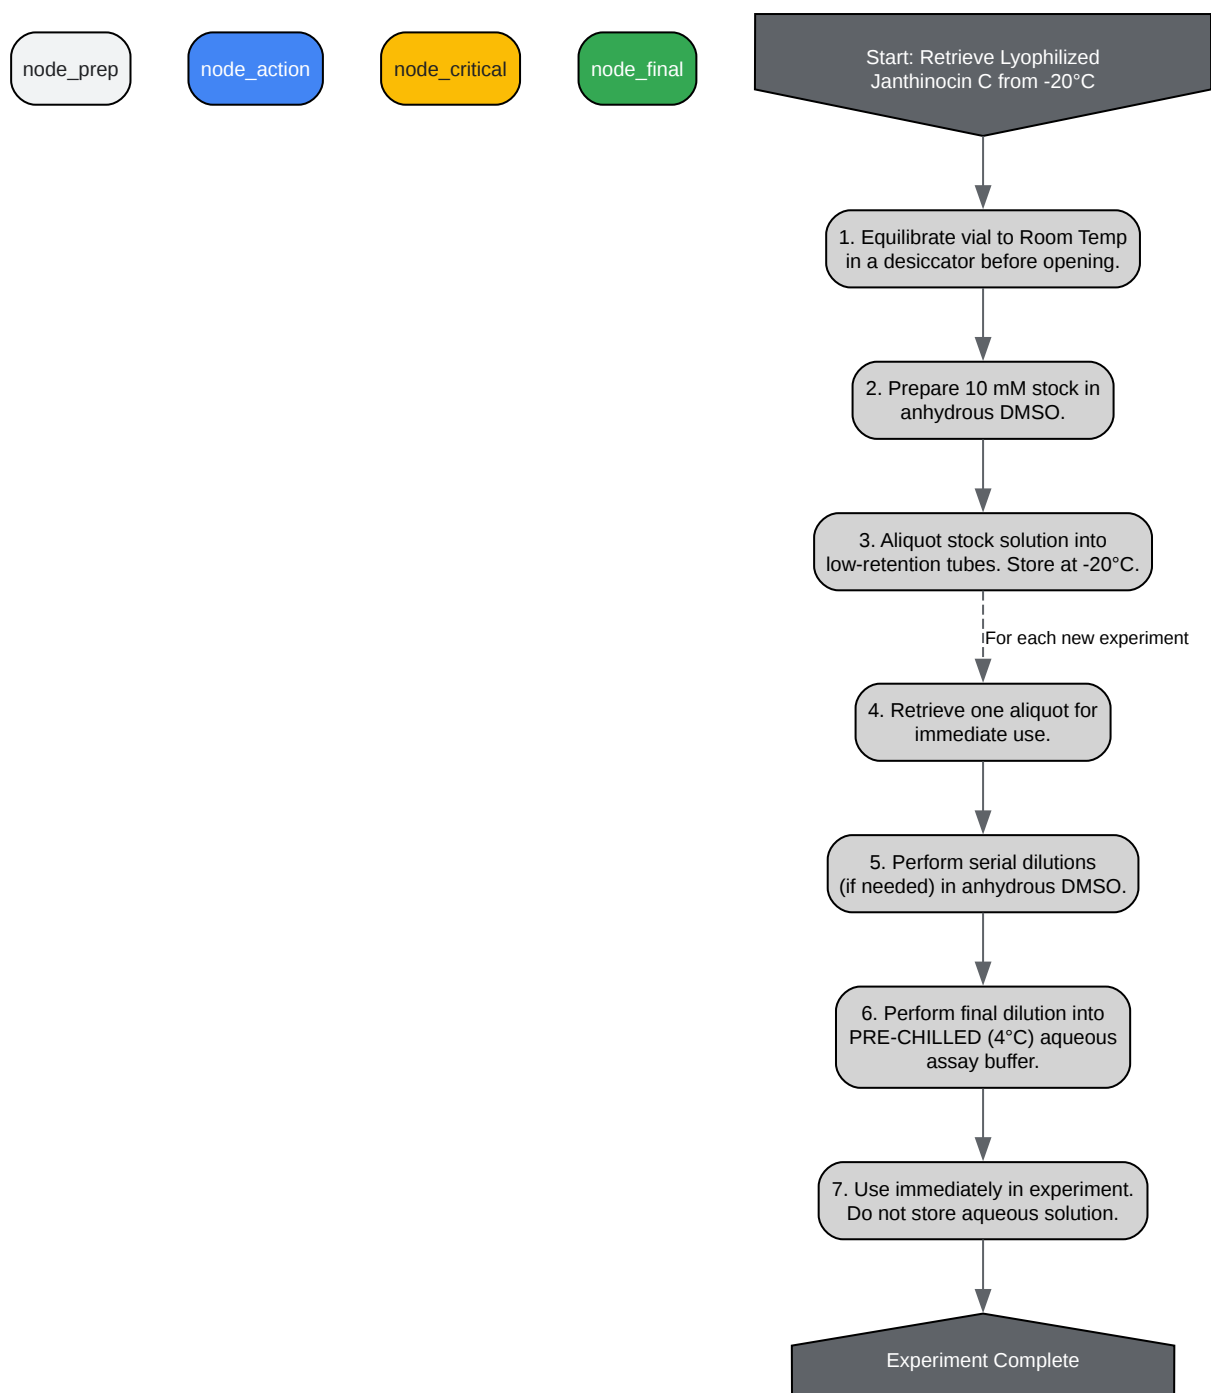 node_prep
node_action
node_critical
node_final
Start: Retrieve Lyophilized
Janthinocin C from -20°C
1. Equilibrate vial to Room Temp
in a desiccator before opening.
2. Prepare 10 mM stock in
anhydrous DMSO.
3. Aliquot stock solution into
low-retention tubes. Store at -20°C.
For each new experiment
4. Retrieve one aliquot for
immediate use.
5. Perform serial dilutions
(if needed) in anhydrous DMSO.
6. Perform final dilution into
PRE-CHILLED (4°C) aqueous
assay buffer.
7. Use immediately in experiment.
Do not store aqueous solution.
Experiment Complete